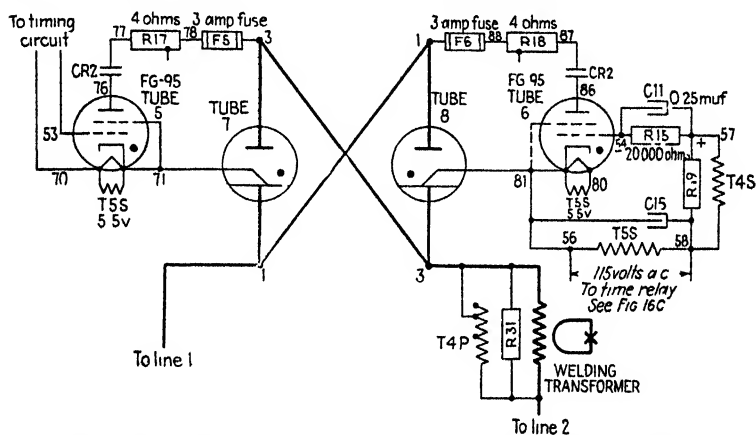 To timing
circuit
77
4 ohms
R17
78
3 amp fuse
F5
3
CR2
76
FG-95
TUBE
5
53
70
71
T5S
5 5v
TUBE
7
1
To line 1
1
3 amp fuse
F6
88
4 ohms
R18
87
CR2
86
FG 95
TUBE
6
TUBE
8
81
80
T5S
5 5v
C11
0 25 muf
54
R15
20000 ohms
57
+
-
R19
T4S
C15
56
T5S
58
115 volts a c
To time relay
See Fig 16C
3
T4P
R31
WELDING
TRANSFORMER
To line 2